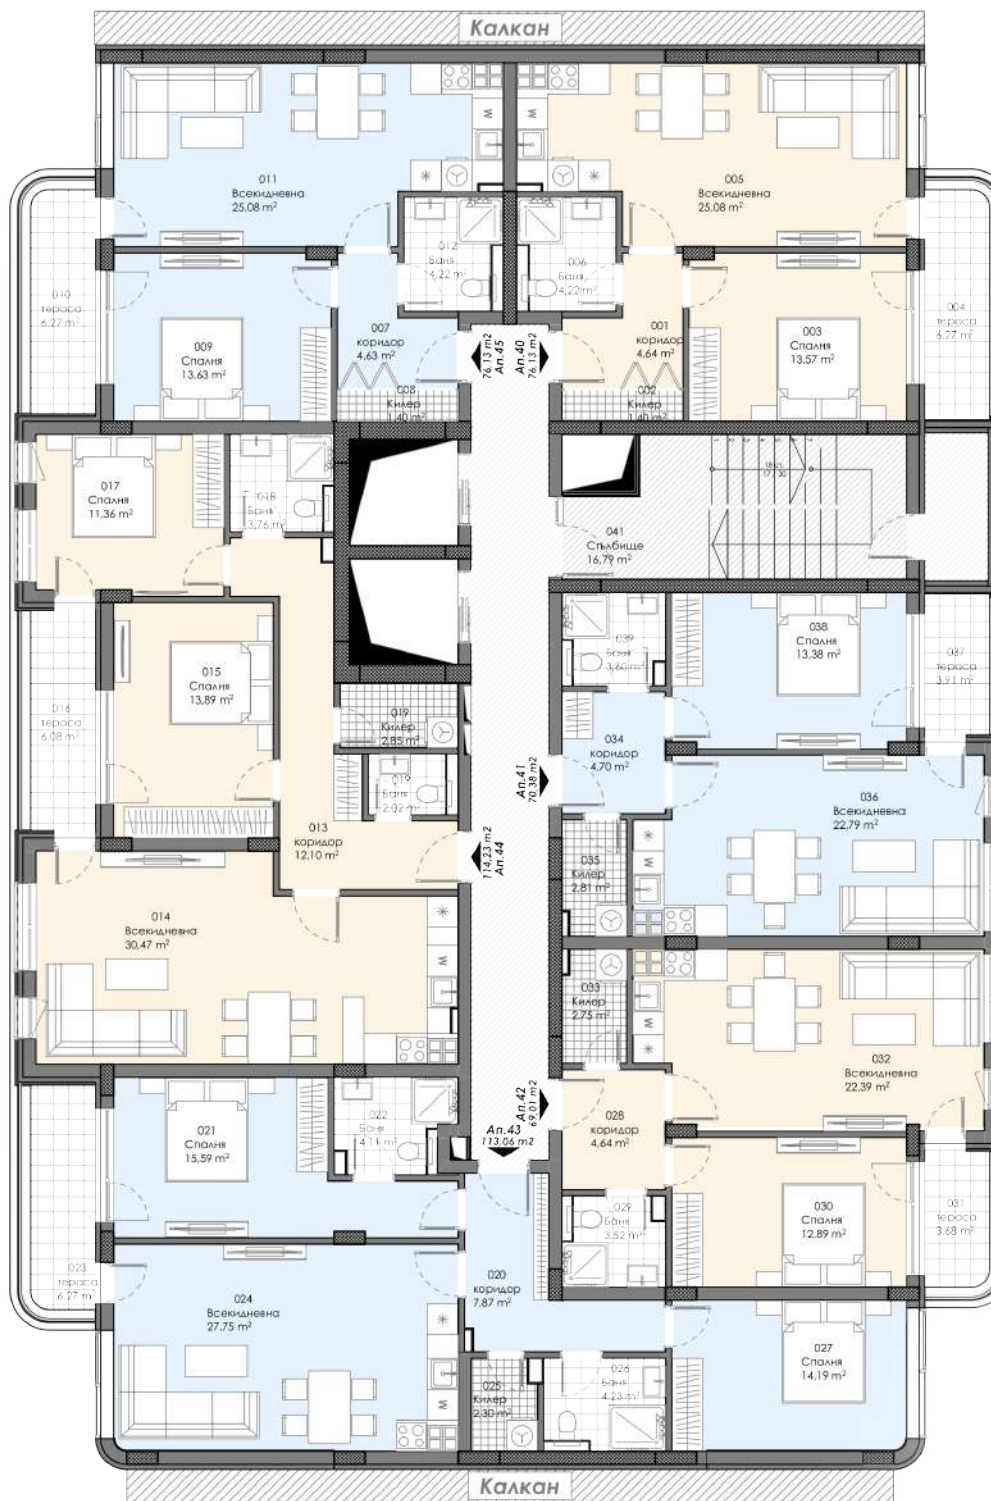 Калкан
011
Всекидневна
25.08 m²
005
Всекидневна
25.08 m²
012
Баня
4.22 m²
006
Баня
4.22 m²
010
тераса
6.27 m²
009
Спалня
13.63 m²
007
коридор
4.63 m²
008
Килер
1.40 m²
Ап.45
76.13 m2
Ап.40
76.13 m2
001
коридор
4.64 m²
002
Килер
1.40 m²
003
Спалня
13.57 m²
004
тераса
6.27 m²
017
Спалня
11.36 m²
018
Баня
3.76 m²
041
Стълбище
16.79 m²
015
Спалня
13.89 m²
016
тераса
6.08 m²
019
Килер
2.85 m²
019
Баня
2.02 m²
013
коридор
12.10 m²
114.23 m2
Ап.44
039
Баня
3.60 m²
038
Спалня
13.38 m²
037
тераса
3.91 m²
034
коридор
4.70 m²
Ап.41
70.38 m2
036
Всекидневна
22.79 m²
035
Килер
2.81 m²
W
014
Всекидневна
30.47 m²
W
033
Килер
2.75 m²
W
032
Всекидневна
22.39 m²
021
Спалня
15.59 m²
022
Баня
4.11 m²
Ап.42
69.01 m2
Ап.43
113.06 m2
028
коридор
4.64 m²
029
Баня
3.52 m²
030
Спалня
12.89 m²
031
тераса
3.68 m²
023
тераса
6.27 m²
024
Всекидневна
27.75 m²
020
коридор
7.87 m²
W
025
Килер
2.30 m²
026
Баня
4.23 m²
027
Спалня
14.19 m²
Калкан